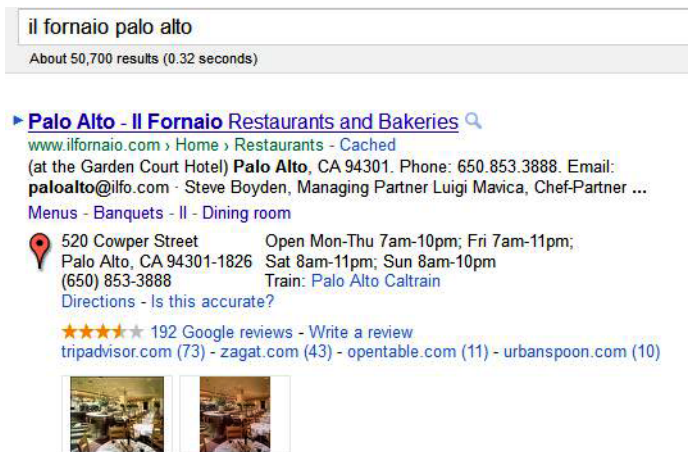 il fornaio palo alto
About 50,700 results (0.32 seconds)
Palo Alto - Il Fornaio Restaurants and Bakeries
www.ilfornaio.com › Home › Restaurants - Cached
(at the Garden Court Hotel) Palo Alto, CA 94301. Phone: 650.853.3888. Email:
paloalto@ilfo.com · Steve Boyden, Managing Partner Luigi Mavica, Chef-Partner ...
Menus - Banquets - Il - Dining room
520 Cowper Street Open Mon-Thu 7am-10pm; Fri 7am-11pm;
Palo Alto, CA 94301-1826 Sat 8am-11pm; Sun 8am-10pm
(650) 853-3888 Train: Palo Alto Caltrain
Directions - Is this accurate?
192 Google reviews - Write a review
tripadvisor.com (73) - zagat.com (43) - opentable.com (11) - urbanspoon.com (10)